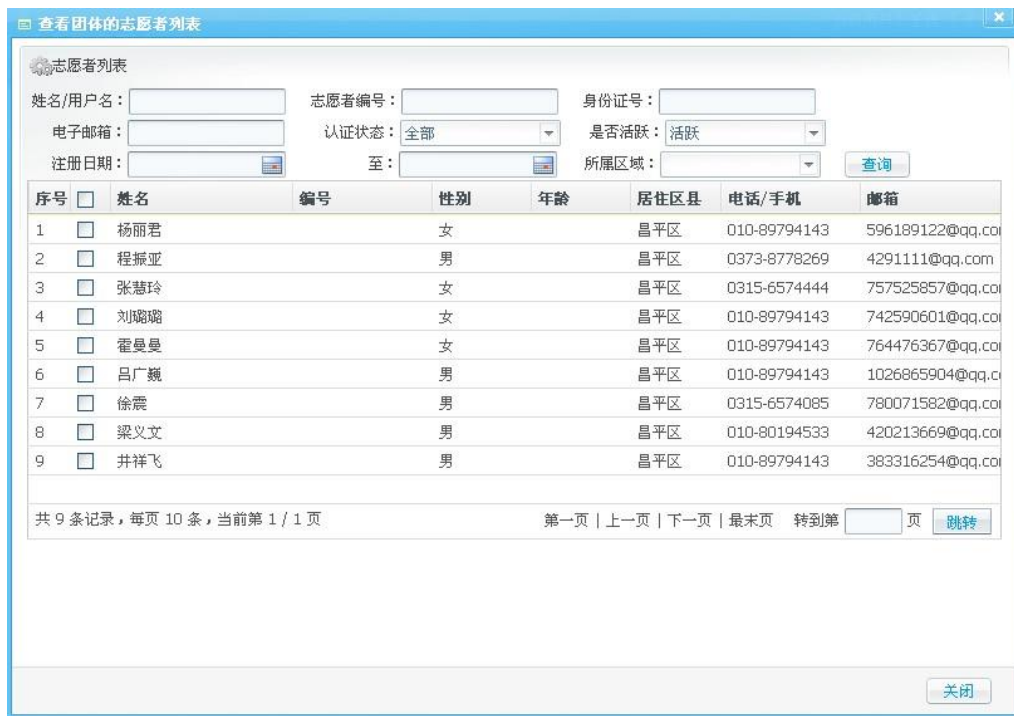 查看团体的志愿者列表
志愿者列表
姓名/用户名： 志愿者编号： 身份证号：
电子邮箱： 认证状态： 全部 是否活跃： 活跃
注册日期： 至： 所属区域： 查询
序号 姓名 编号 性别 年龄 居住区县 电话/手机 邮箱
1 杨丽君 女 昌平区 010-89794143 596189122@qq.co
2 程振亚 男 昌平区 0373-8778269 4291111@qq.com
3 张慧玲 女 昌平区 0315-6574444 757525857@qq.co
4 刘璐璐 女 昌平区 010-89794143 742590601@qq.co
5 霍曼曼 女 昌平区 010-89794143 764476367@qq.co
6 吕广巍 男 昌平区 010-89794143 1026865904@qq.c
7 徐震 男 昌平区 0315-6574085 780071582@qq.co
8 梁义文 男 昌平区 010-80194533 420213669@qq.co
9 井祥飞 男 昌平区 010-89794143 383316254@qq.co
共 9 条记录，每页 10 条，当前第 1 / 1 页 第一页 | 上一页 | 下一页 | 最末页 转到第 页 跳转
关闭